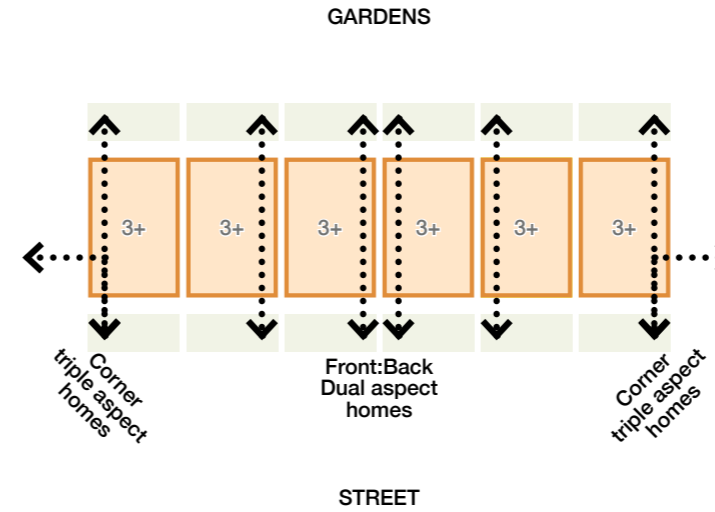 GARDENS
3+ 3+ 3+ 3+ 3+ 3+
Corner
triple aspect
homes
Front:Back
Dual aspect
homes
Corner
triple aspect
homes
STREET